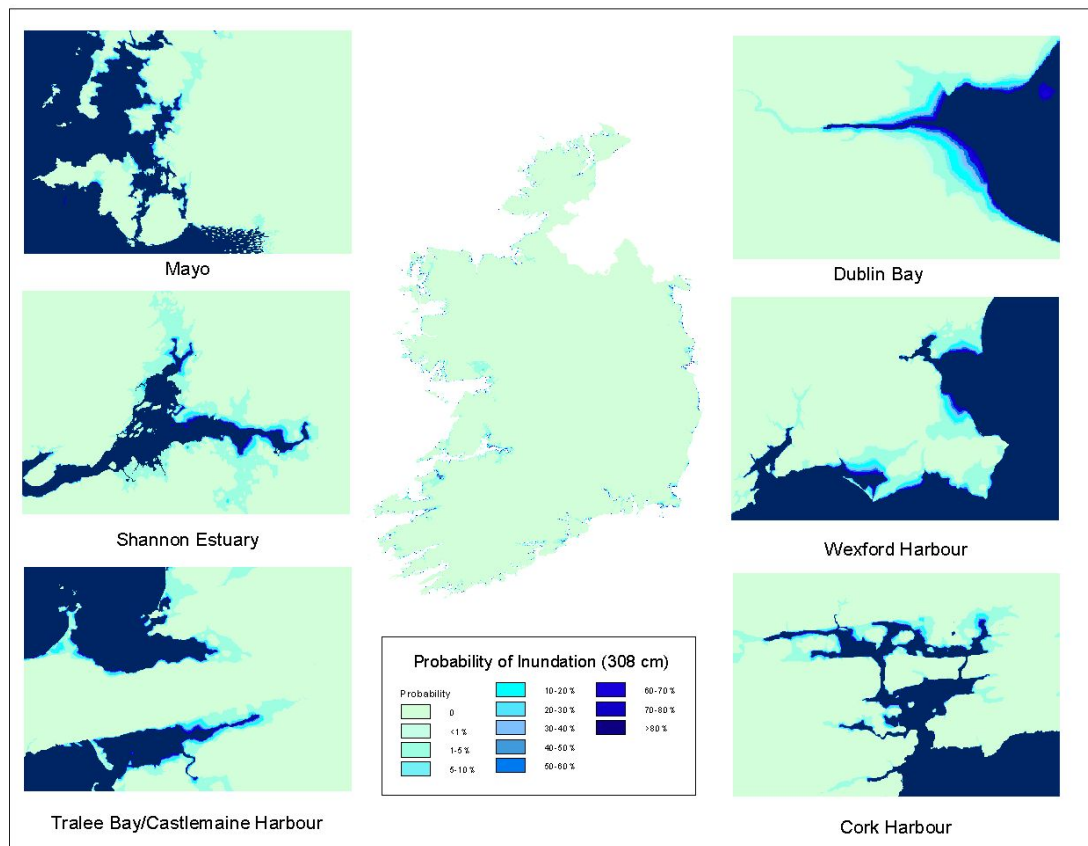 Mayo
Dublin Bay
Shannon Estuary
Wexford Harbour
Probability of Inundation (308 cm)
Probability
0
<1%
1-5%
5-10%
10-20%
20-30%
30-40%
40-50%
50-60%
60-70%
70-80%
>80%
Tralee Bay/Castlemaine Harbour
Cork Harbour